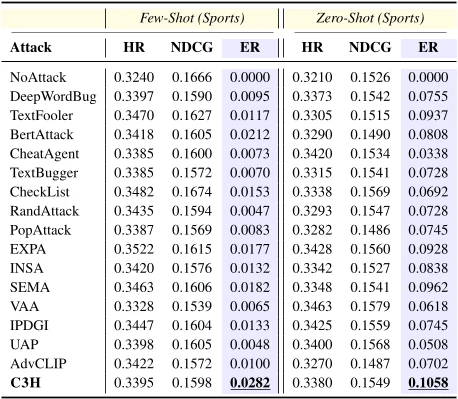 Few-Shot (Sports) Zero-Shot (Sports)
Attack HR NDCG ER HR NDCG ER
NoAttack 0.3240 0.1666 0.0000 0.3210 0.1526 0.0000
DeepWordBug 0.3397 0.1590 0.0095 0.3373 0.1542 0.0755
TextFooler 0.3470 0.1627 0.0117 0.3305 0.1515 0.0937
BertAttack 0.3418 0.1605 0.0212 0.3290 0.1490 0.0808
CheatAgent 0.3385 0.1600 0.0073 0.3420 0.1534 0.0338
TextBugger 0.3385 0.1572 0.0070 0.3315 0.1541 0.0728
CheckList 0.3482 0.1674 0.0153 0.3338 0.1569 0.0692
RandAttack 0.3435 0.1594 0.0047 0.3293 0.1547 0.0728
PopAttack 0.3387 0.1569 0.0083 0.3282 0.1486 0.0745
EXPA 0.3522 0.1615 0.0177 0.3428 0.1560 0.0928
INSA 0.3420 0.1576 0.0132 0.3342 0.1527 0.0838
SEMA 0.3463 0.1606 0.0182 0.3348 0.1541 0.0962
VAA 0.3328 0.1539 0.0065 0.3463 0.1579 0.0618
IPDGI 0.3447 0.1604 0.0133 0.3425 0.1559 0.0745
UAP 0.3398 0.1605 0.0048 0.3400 0.1568 0.0508
AdvCLIP 0.3422 0.1572 0.0100 0.3270 0.1487 0.0702
C3H 0.3395 0.1598 0.0282 0.3380 0.1549 0.1058